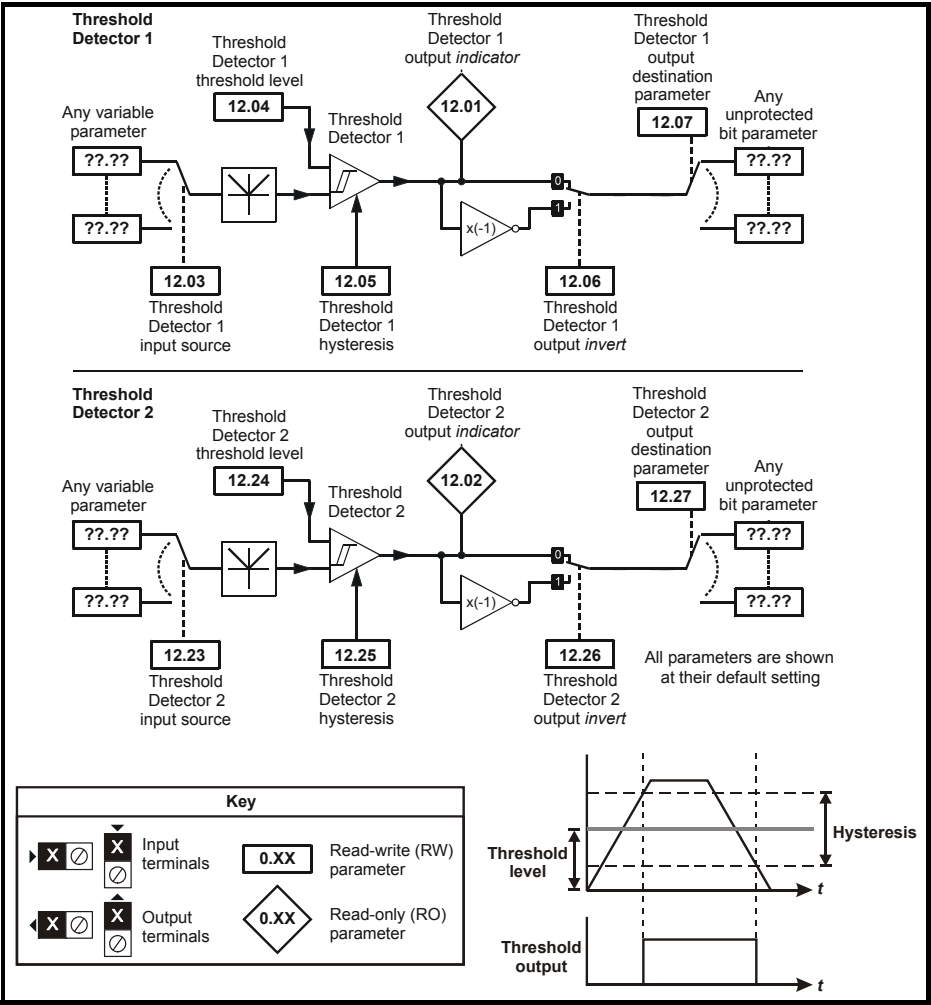 Threshold
Detector 1
Threshold
Detector 1
threshold level
12.04
Threshold
Detector 1
output indicator
12.01
Threshold
Detector 1
output
destination
parameter
12.07
Any variable
parameter
??.??
??.??
Threshold
Detector 1
Any
unprotected
bit parameter
??.??
??.??
0
1
x(-1)
12.03
Threshold
Detector 1
input source
12.05
Threshold
Detector 1
hysteresis
12.06
Threshold
Detector 1
output invert
Threshold
Detector 2
Threshold
Detector 2
threshold level
12.24
Threshold
Detector 2
output indicator
12.02
Threshold
Detector 2
output
destination
parameter
12.27
Any variable
parameter
??.??
??.??
Threshold
Detector 2
Any
unprotected
bit parameter
??.??
??.??
0
1
x(-1)
12.23
Threshold
Detector 2
input source
12.25
Threshold
Detector 2
hysteresis
12.26
Threshold
Detector 2
output invert
All parameters are shown
at their default setting
Key
X
X
Input
terminals
0.XX
Read-write (RW)
parameter
X
X
Output
terminals
0.XX
Read-only (RO)
parameter
Threshold
level
Hysteresis
t
Threshold
output
t